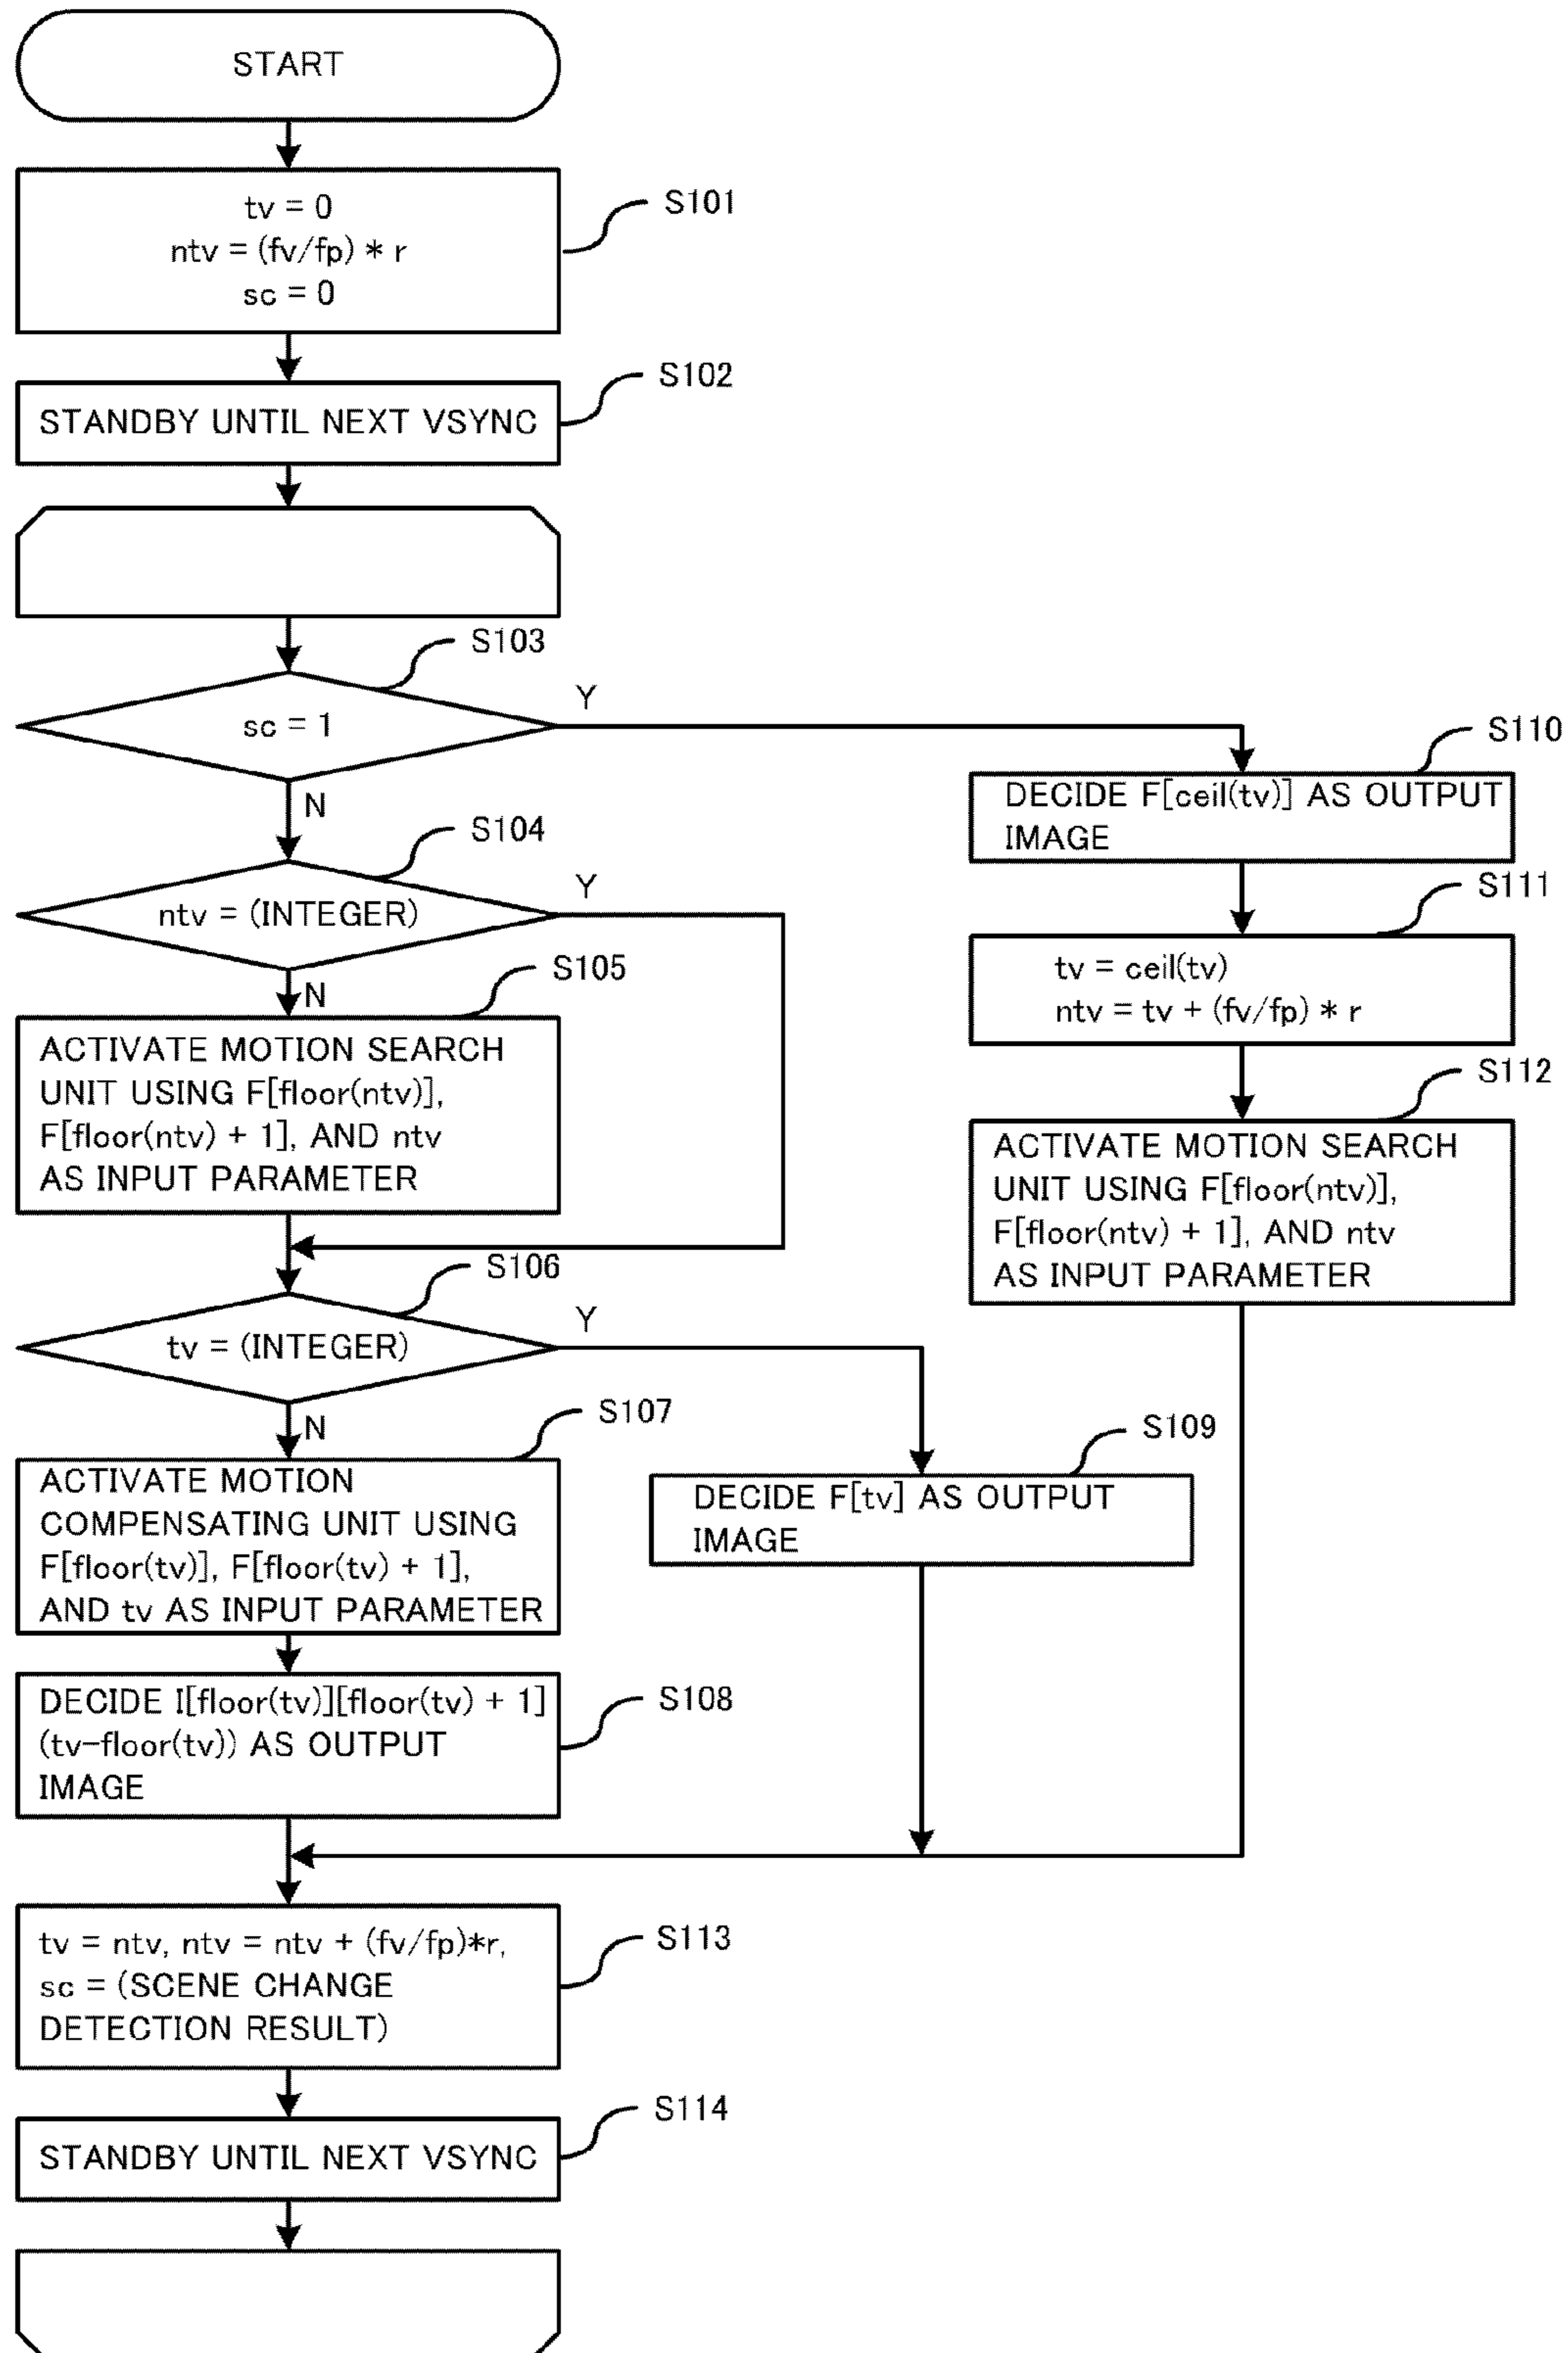 START
tv = 0
ntv = (fv/fp) * r
sc = 0
S101
STANDBY UNTIL NEXT VSYNC
S102
sc = 1
S103
Y
N
ntv = (INTEGER)
S104
Y
N
ACTIVATE MOTION SEARCH
UNIT USING F[floor(ntv)],
F[floor(ntv) + 1], AND ntv
AS INPUT PARAMETER
S105
tv = (INTEGER)
S106
Y
N
ACTIVATE MOTION
COMPENSATING UNIT USING
F[floor(tv)], F[floor(tv) + 1],
AND tv AS INPUT PARAMETER
S107
DECIDE I[floor(tv)][floor(tv) + 1]
(tv-floor(tv)) AS OUTPUT
IMAGE
S108
DECIDE F[tv] AS OUTPUT
IMAGE
S109
DECIDE F[ceil(tv)] AS OUTPUT
IMAGE
S110
tv = ceil(tv)
ntv = tv + (fv/fp) * r
S111
ACTIVATE MOTION SEARCH
UNIT USING F[floor(ntv)],
F[floor(ntv) + 1], AND ntv
AS INPUT PARAMETER
S112
tv = ntv, ntv = ntv + (fv/fp)*r,
sc = (SCENE CHANGE
DETECTION RESULT)
S113
STANDBY UNTIL NEXT VSYNC
S114